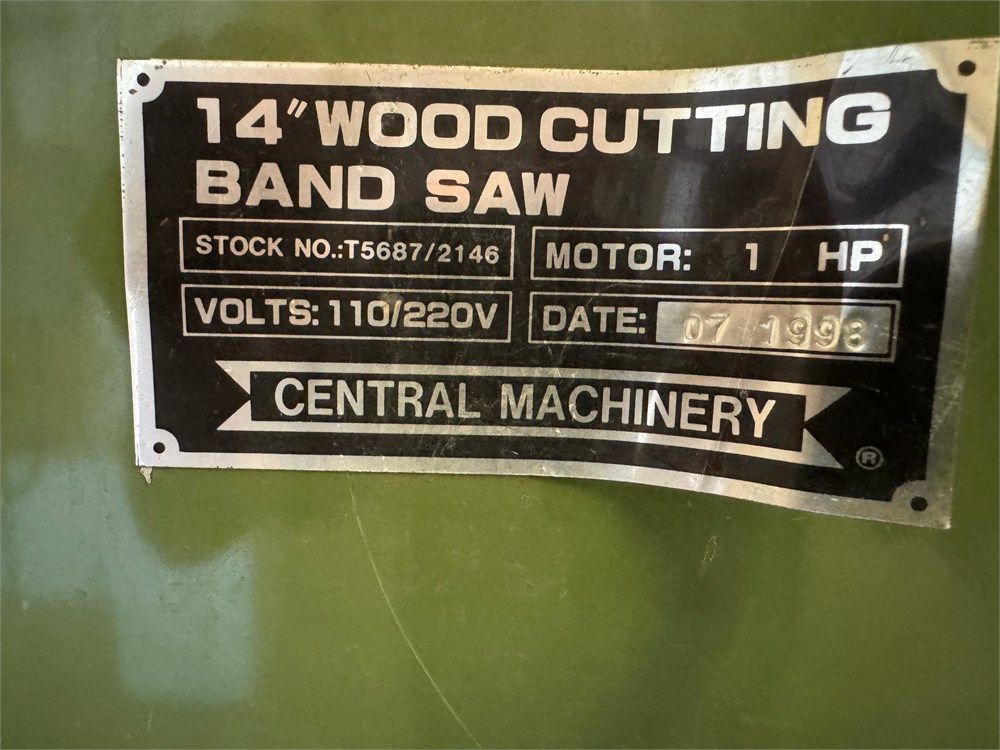 14" WOOD CUTTING
BAND SAW
STOCK NO.:T5687/2146
MOTOR: 1 HP
VOLTS: 110/220V
DATE: 07 1998
CENTRAL MACHINERY
®